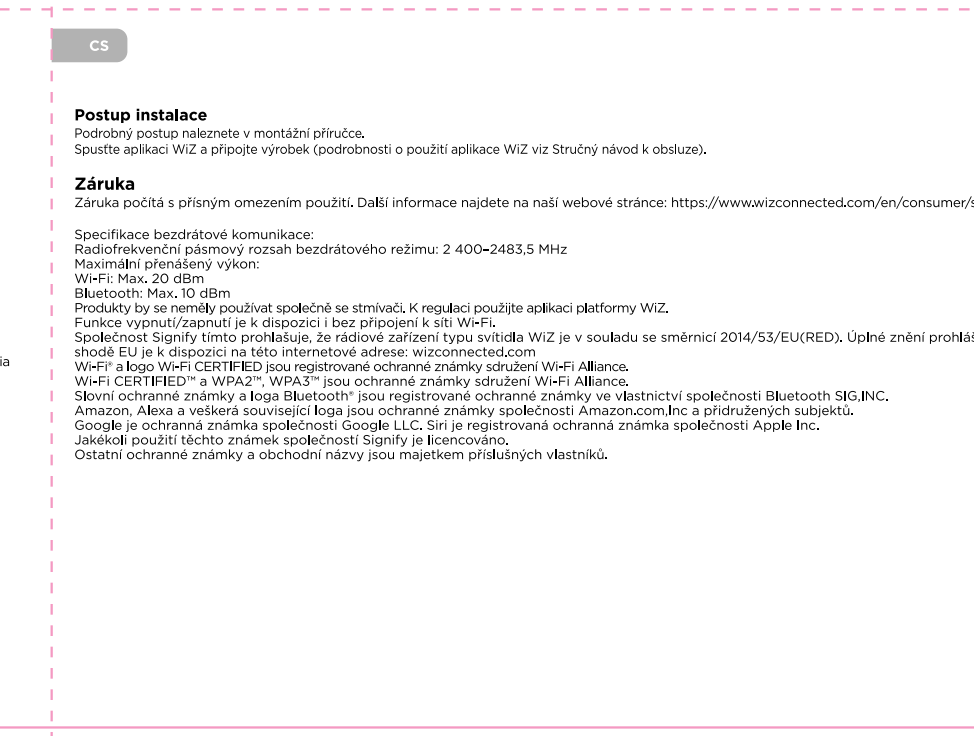 CS
Postup instalace
Podrobný postup naleznete v montážní příručce.
Spusťte aplikaci WiZ a připojte výrobek (podrobnosti o použití aplikace WiZ viz Stručný návod k obsluze).
Záruka
Záruka počítá s přísným omezením použití. Další informace najdete na naší webové stránce: https://www.wizconnected.com/en/consumer/s
Specifikace bezdrátové komunikace:
Radiofrekvenční pásmový rozsah bezdrátového režimu: 2 400–2483,5 MHz
Maximální přenášený výkon:
Wi-Fi: Max. 20 dBm
Bluetooth: Max. 10 dBm
Produkty by se neměly používat společně se stmívači. K regulaci použijte aplikaci platformy WiZ.
Funkce vypnutí/zapnutí je k dispozici i bez připojení k síti Wi-Fi.
Společnost Signify tímto prohlašuje, že rádiové zařízení typu svítidla WiZ je v souladu se směrnicí 2014/53/EU(RED). Úplné znění prohláš
shodě EU je k dispozici na této internetové adrese: wizconnected.com
ia
Wi-Fi® a logo Wi-Fi CERTIFIED jsou registrované ochranné známky sdružení Wi-Fi Alliance.
Wi-Fi CERTIFIED™ a WPA2™, WPA3™ jsou ochranné známky sdružení Wi-Fi Alliance.
Slovní ochranné známky a loga Bluetooth® jsou registrované ochranné známky ve vlastnictví společnosti Bluetooth SIG,INC.
Amazon, Alexa a veškerá související loga jsou ochranné známky společnosti Amazon.com,Inc a přidružených subjektů.
Google je ochranná známka společnosti Google LLC. Siri je registrovaná ochranná známka společnosti Apple Inc.
Jakékoli použití těchto známek společností Signify je licencováno.
Ostatní ochranné známky a obchodní názvy jsou majetkem příslušných vlastníků.